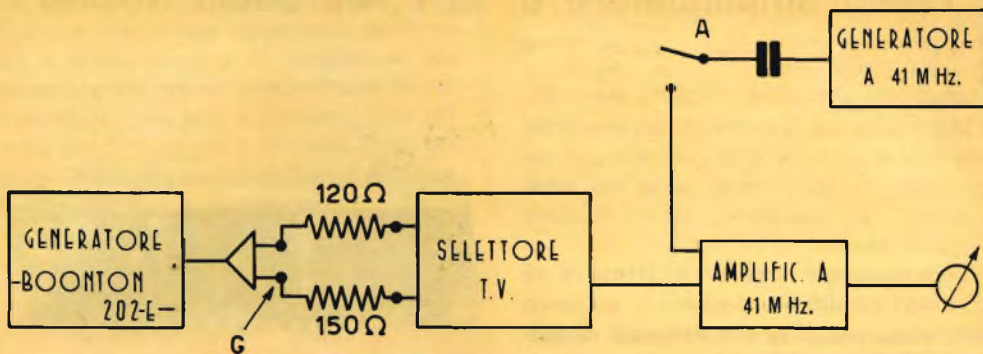 A
GENERATORE
A 41 MHz.
120Ω
GENERATORE
-BOONTON
202-E-
SELETTORE
T.V.
AMPLIFIC. A
41 MHz.
150Ω
G